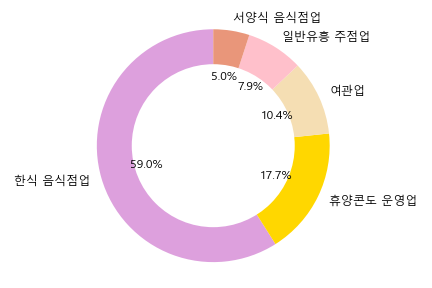 서양식 음식점업
일반유흥 주점업
5.0%
7.9%
여관업
10.4%
59.0%
17.7%
한식 음식점업
휴양콘도 운영업